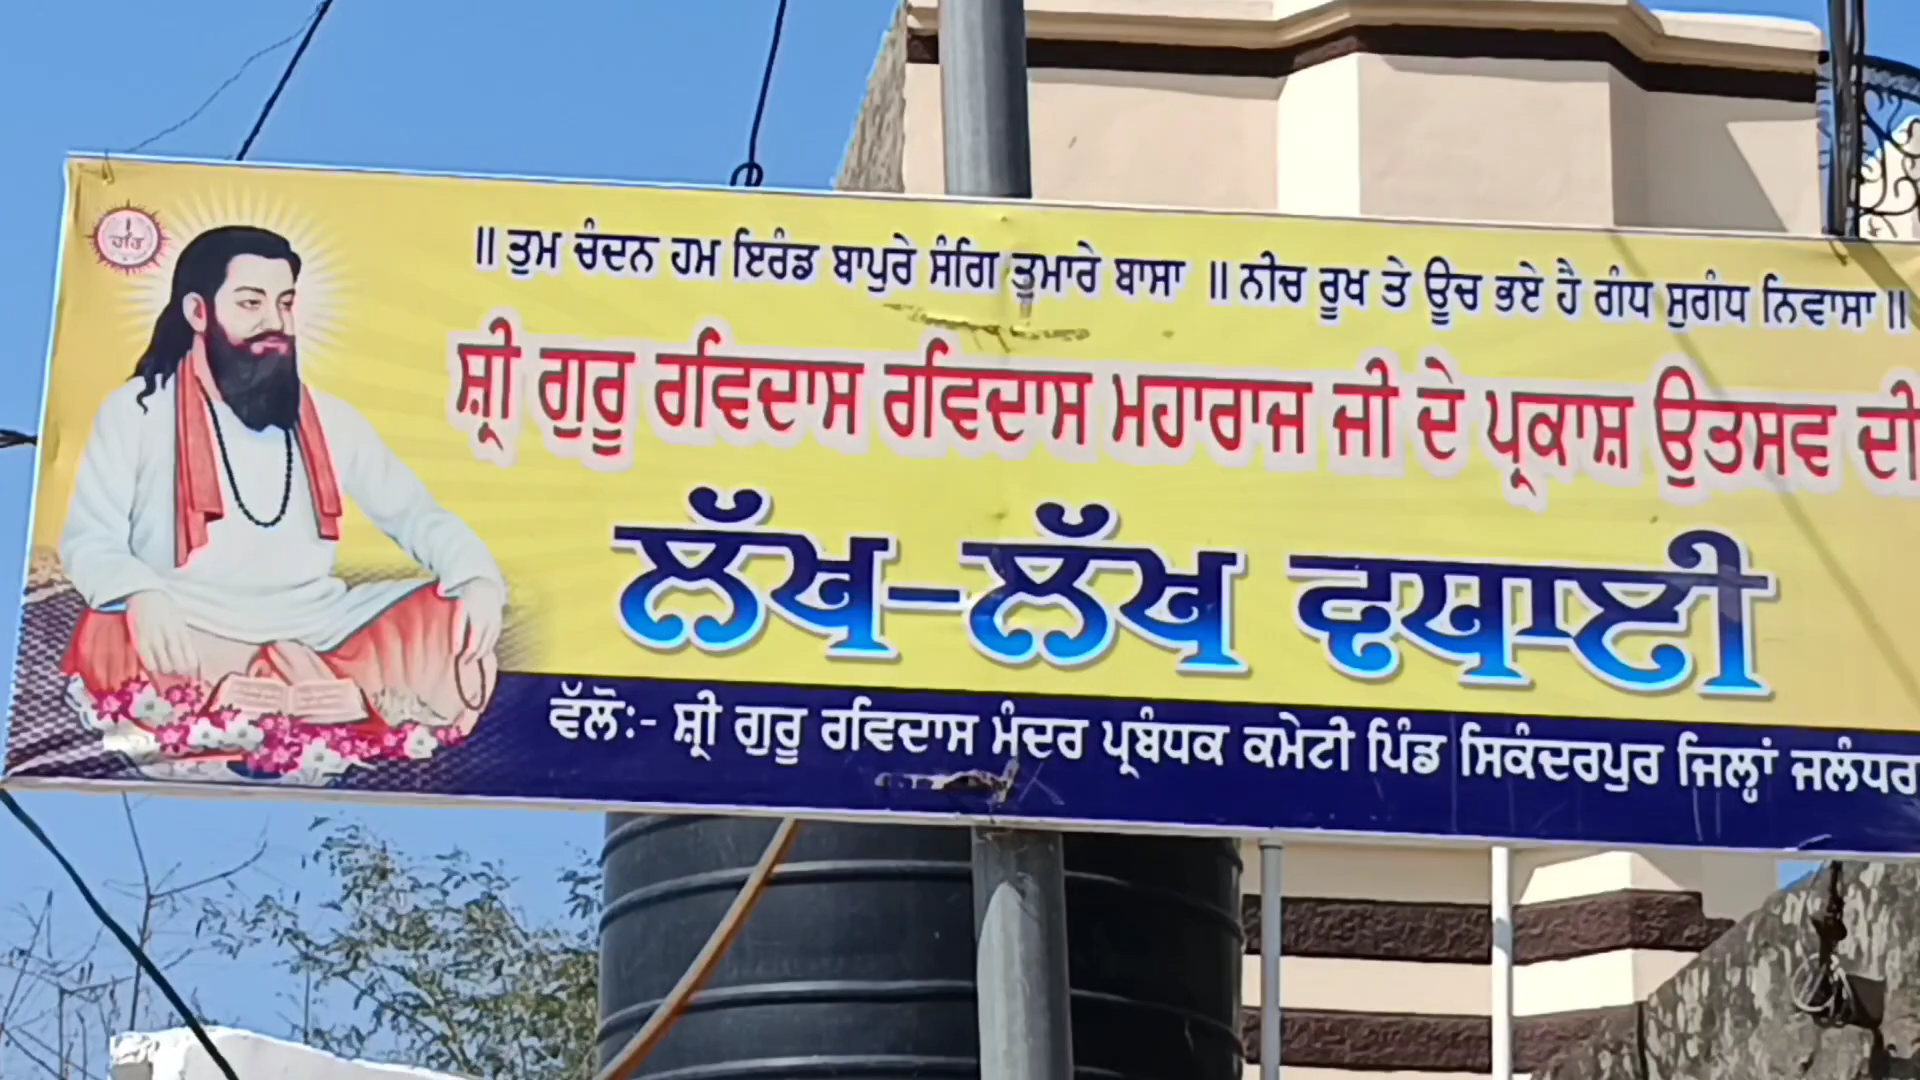 ਹਰਿ
॥ ਤੁਮ ਚੰਦਨ ਹਮ ਇਰੰਡ ਬਾਪੁਰੇ ਸੰਗਿ ਤੁਮਾਰੇ ਬਾਸਾ ॥ ਨੀਚ ਰੂਖ ਤੇ ਊਚ ਭਏ ਹੈ ਗੰਧ ਸੁਗੰਧ ਨਿਵਾਸਾ ॥
ਸ਼੍ਰੀ ਗੁਰੂ ਰਵਿਦਾਸ ਰਵਿਦਾਸ ਮਹਾਰਾਜ ਜੀ ਦੇ ਪ੍ਰਕਾਸ਼ ਉਤਸਵ ਦੀ
ਲੱਖ-ਲੱਖ ਵਧਾਈ
ਵੱਲੋਂ:- ਸ਼੍ਰੀ ਗੁਰੂ ਰਵਿਦਾਸ ਮੰਦਰ ਪ੍ਰਬੰਧਕ ਕਮੇਟੀ ਪਿੰਡ ਸਿਕੰਦਰਪੁਰ ਜਿਲ੍ਹਾਂ ਜਲੰਧਰ